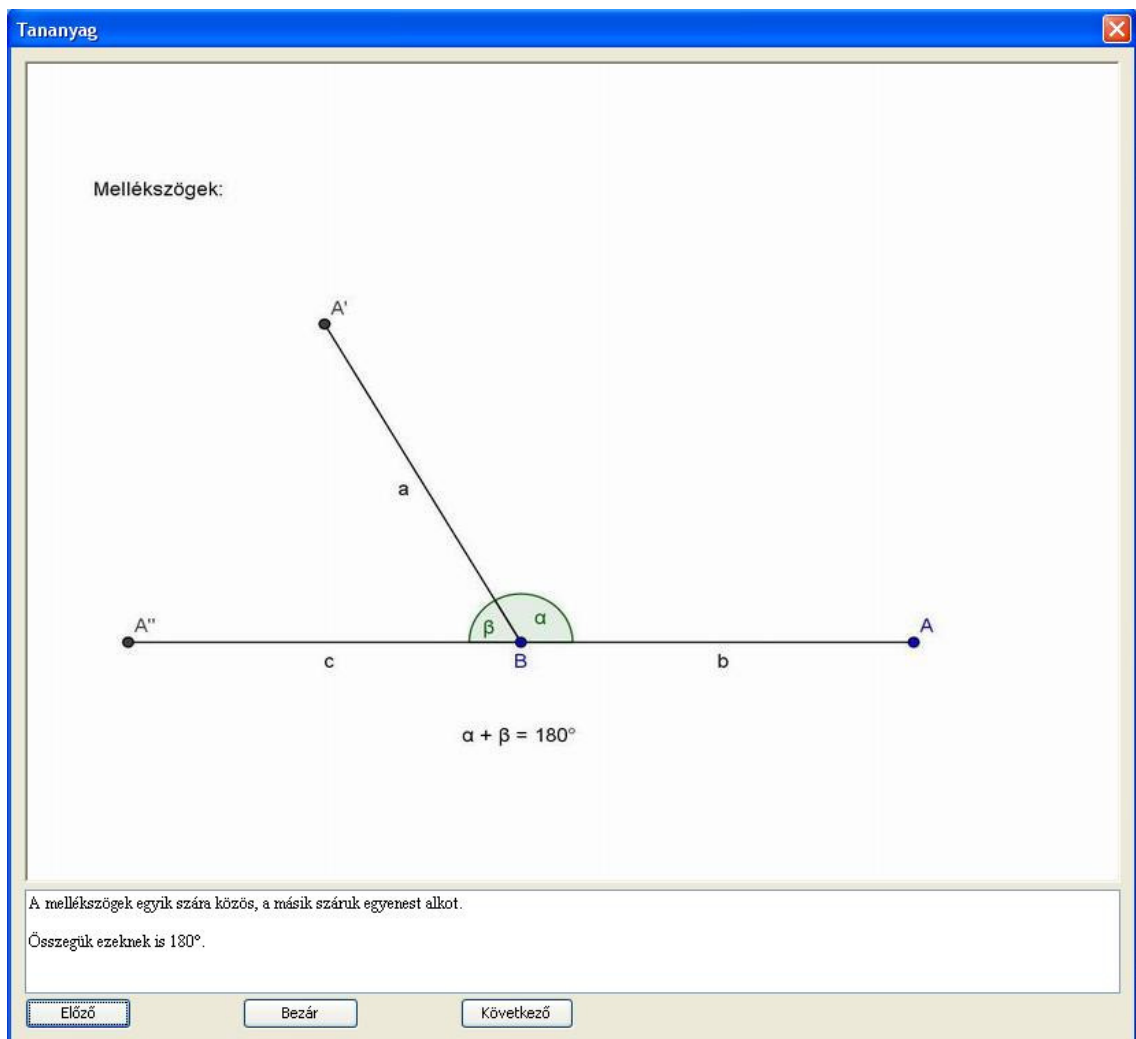 Tananyag
Mellékszögek:
A'
a
A"
β
α
A
c
B
b
α + β = 180°
A mellékszögek egyik szára közös, a másik száruk egyenest alkot.
Összegük ezeknek is 180°.
Előző
Bezár
Következő